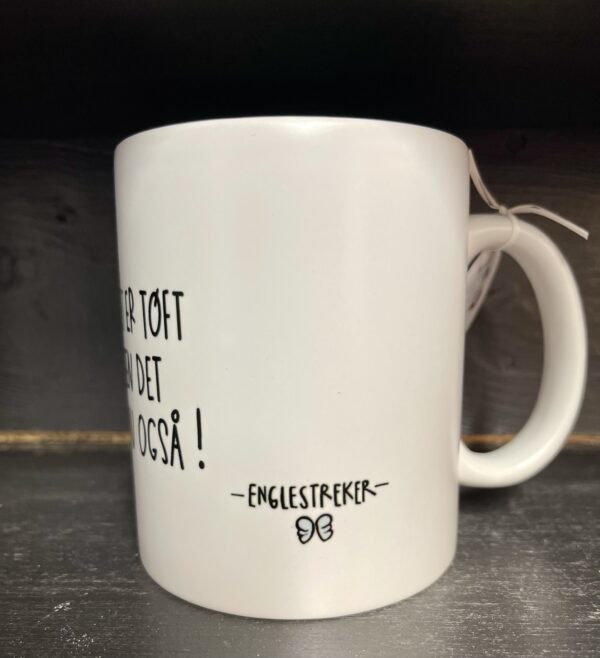 ER TØFT
DET
OGSÅ !
-ENGLESTREKER-